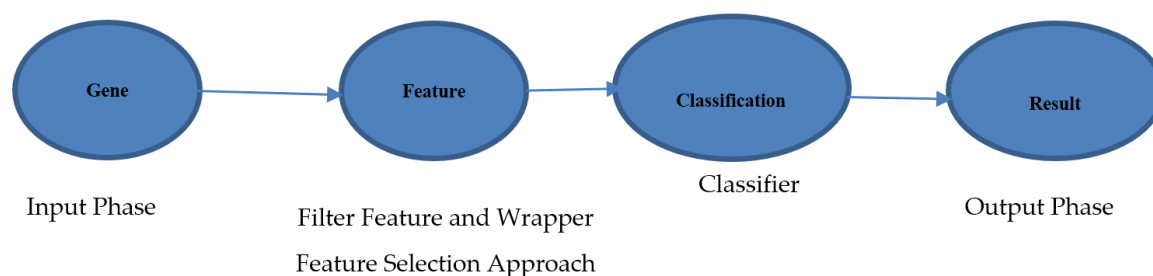 Gene
Feature
Classification
Result
Input Phase
Filter Feature and Wrapper
Feature Selection Approach
Classifier
Output Phase